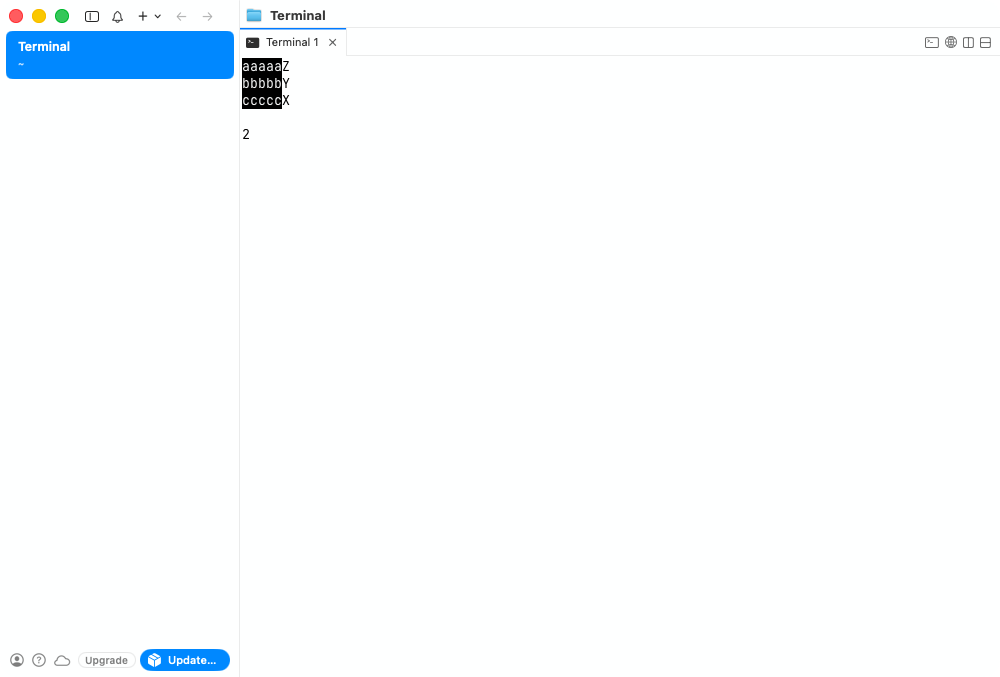 Terminal
Terminal
~
Terminal 1
aaaaaZ
bbbbbY
cccccX
2
Upgrade
Update...